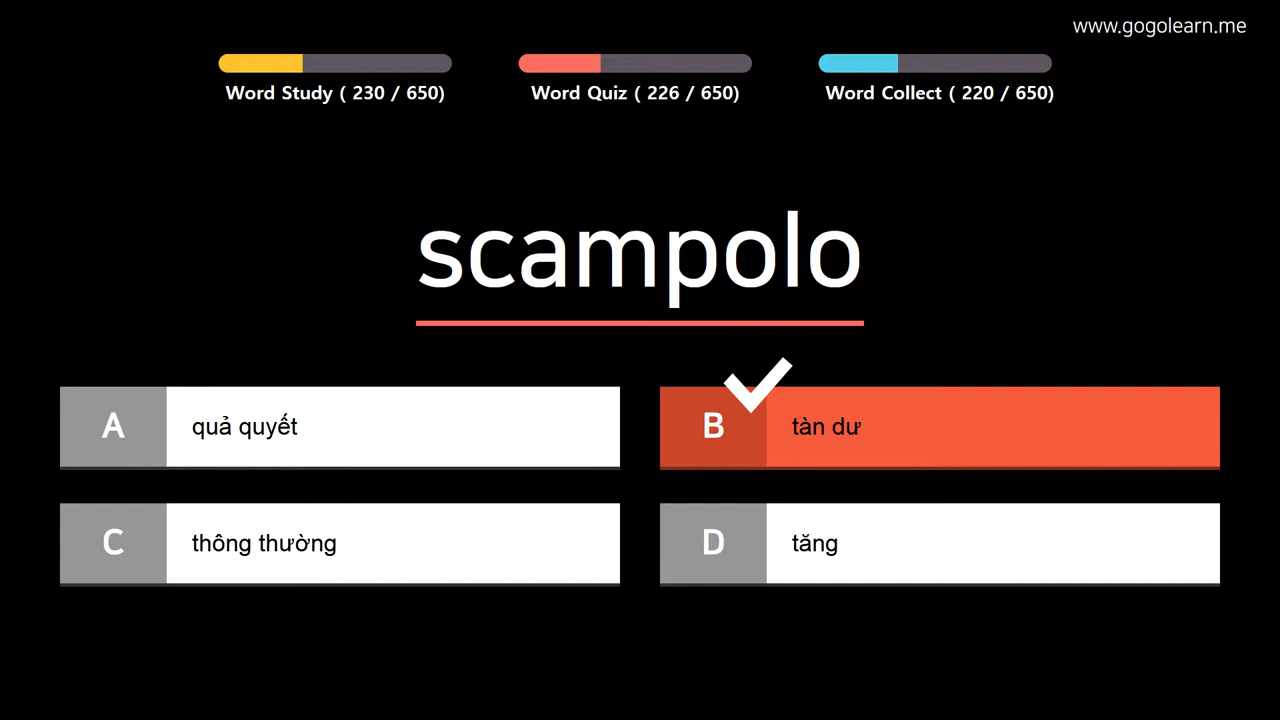 www.gogolearn.me
Word Study ( 230 / 650)
Word Quiz ( 226 / 650)
Word Collect ( 220 / 650)
scampolo
A
quả quyết
B
tàn dư
C
thông thường
D
tăng